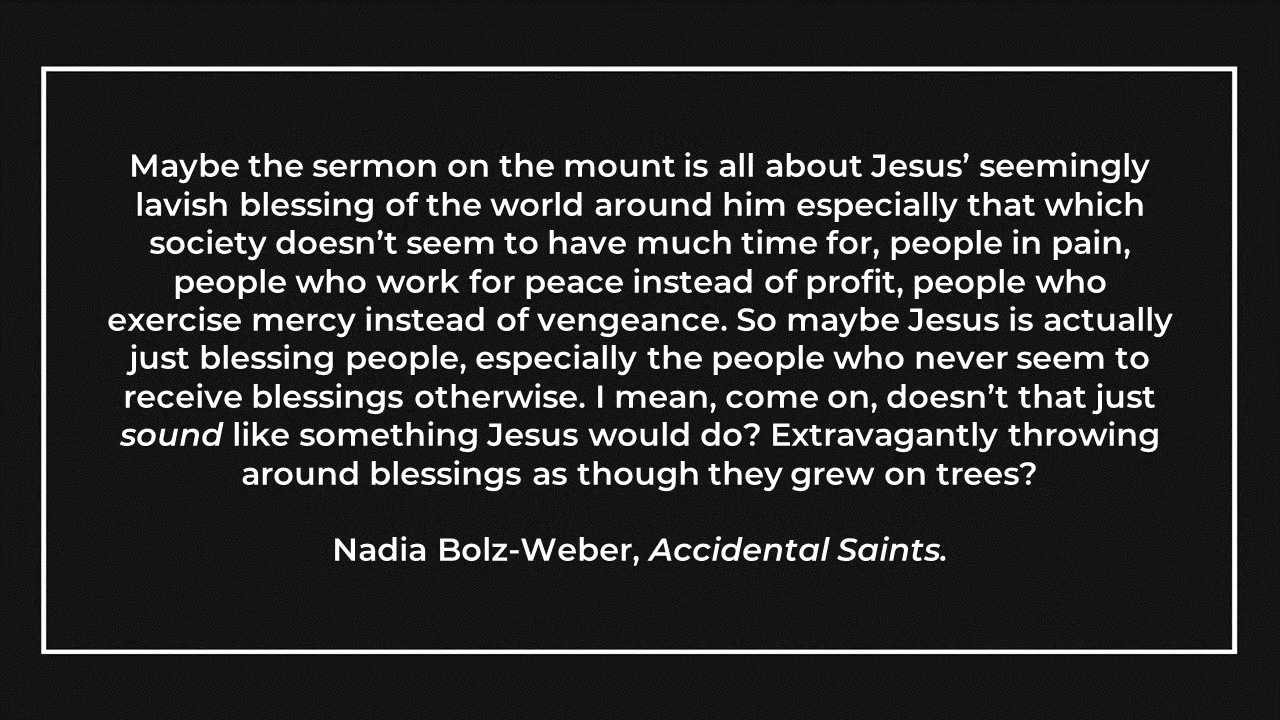 Maybe the sermon on the mount is all about Jesus’ seemingly
lavish blessing of the world around him especially that which
society doesn’t seem to have much time for, people in pain,
people who work for peace instead of profit, people who
exercise mercy instead of vengeance. So maybe Jesus is actually
just blessing people, especially the people who never seem to
receive blessings otherwise. I mean, come on, doesn’t that just
sound like something Jesus would do? Extravagantly throwing
around blessings as though they grew on trees?
Nadia Bolz-Weber, Accidental Saints.